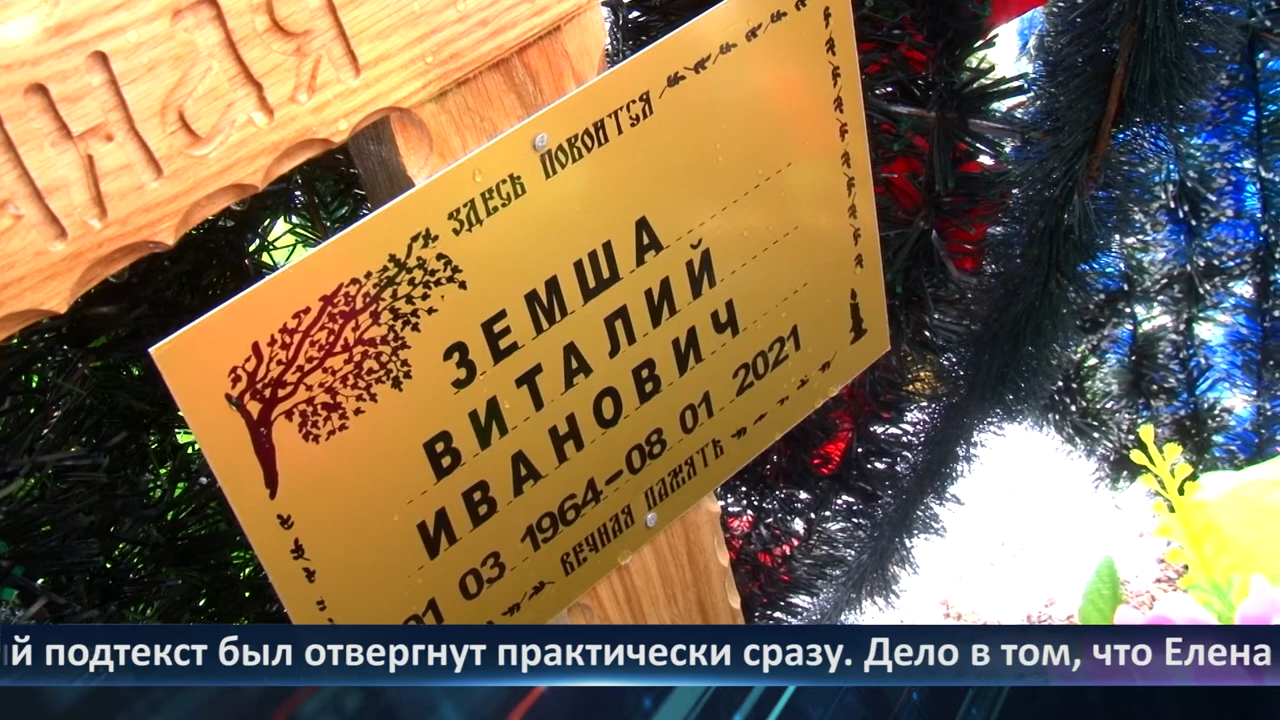 ЗДЕСЬ ПОКОИТСЯ
ЗЕМША
ВИТАЛИЙ
ИВАНОВИЧ
01 03 1964-08 01 2021
ВЕЧНАЯ ПАМЯТЬ
подтекст был отвергнут практически сразу. Дело в том, что Елена